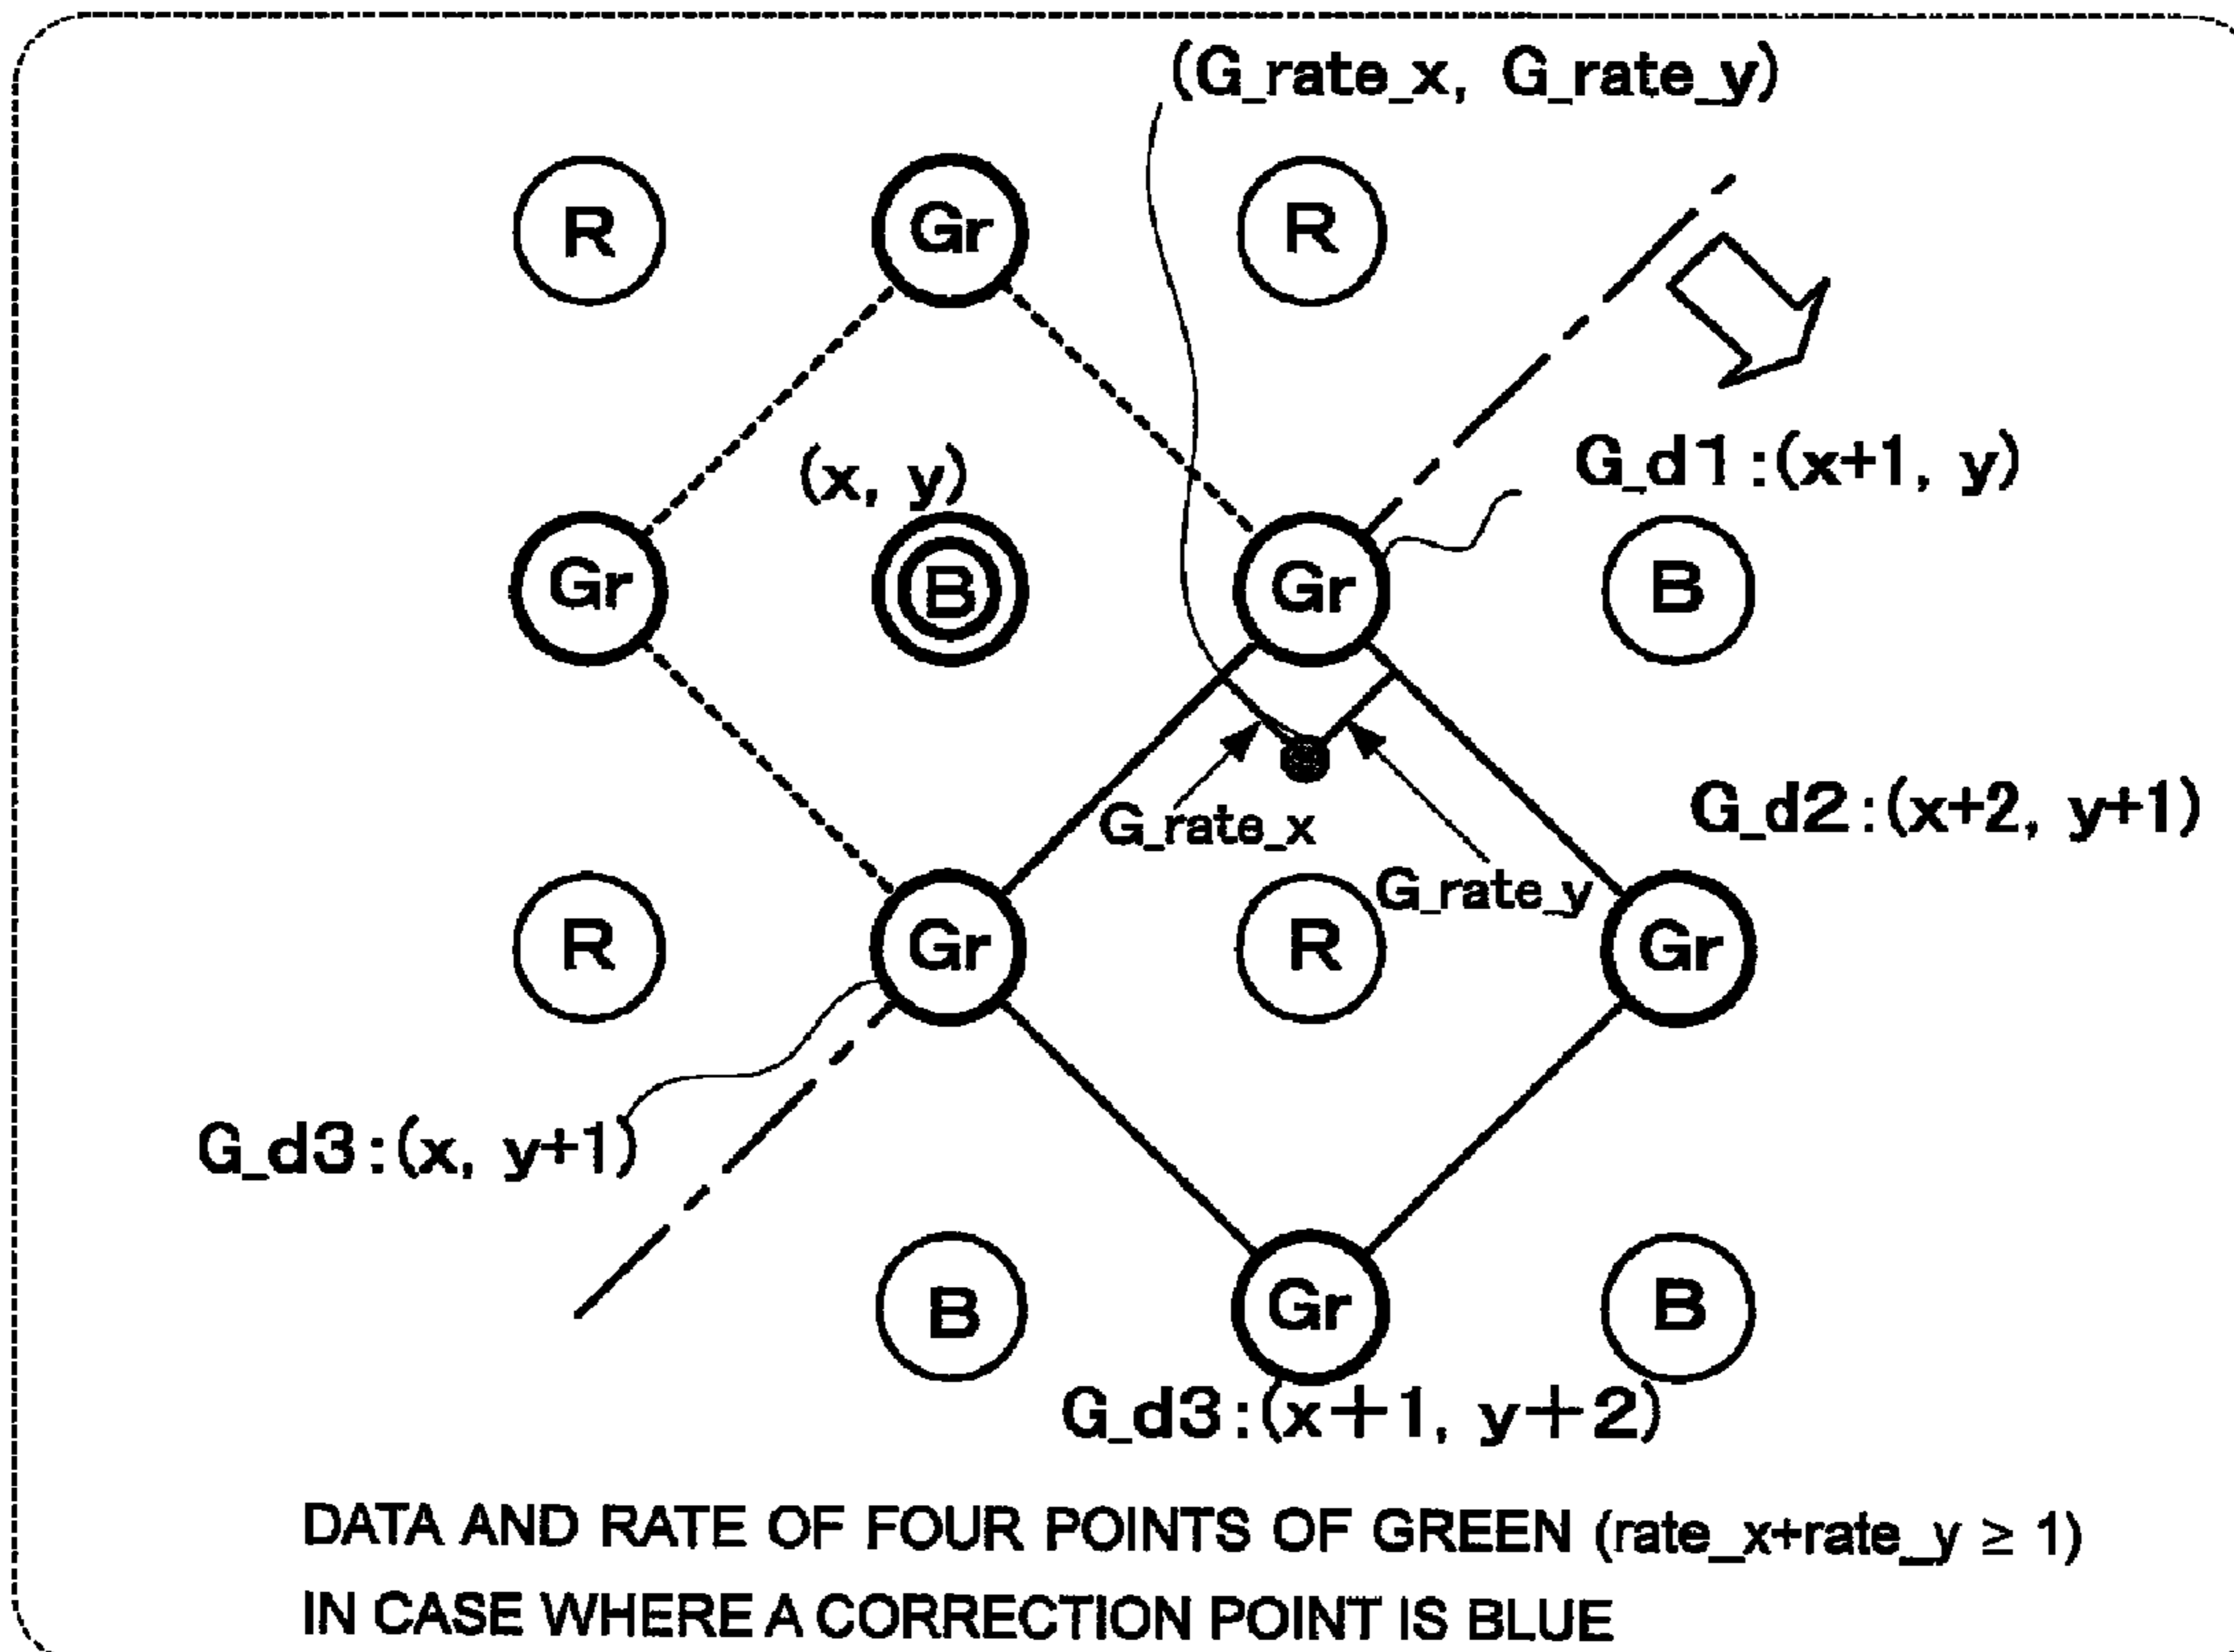 (G_rate_x, G_rate_y)
R Gr R
(x, y)
G_d1:(x+1, y)
Gr B Gr B
G_rate_x
G_d2:(x+2, y+1)
G_rate_y
R Gr R Gr
G_d3:(x, y+1)
B Gr B
G_d3:(x+1, y+2)
DATA AND RATE OF FOUR POINTS OF GREEN (rate_x+rate_y ≥ 1)
IN CASE WHERE A CORRECTION POINT IS BLUE